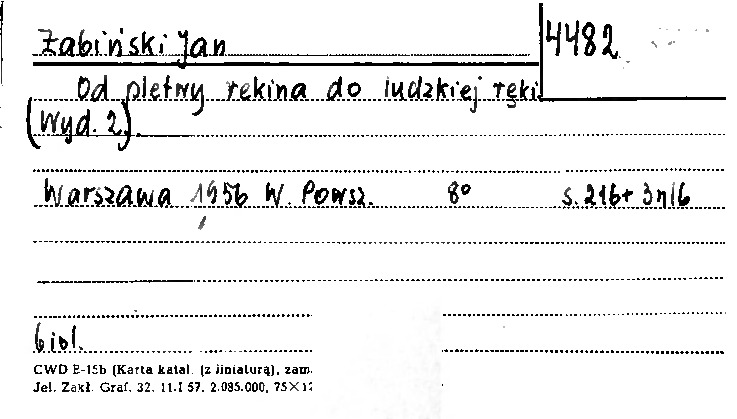 Żabiński Jan
4482
Od płetwy rekina do ludzkiej ręki
(Wyd. 2).
Warszawa 1956 W. Powsz. 8° s. 216+3nlb
biol.
CWD E-15b (Karta katal. (z liniaturą), zam.
Jel. Zakł. Graf. 32. 11.I 57. 2.085.000, 75×12